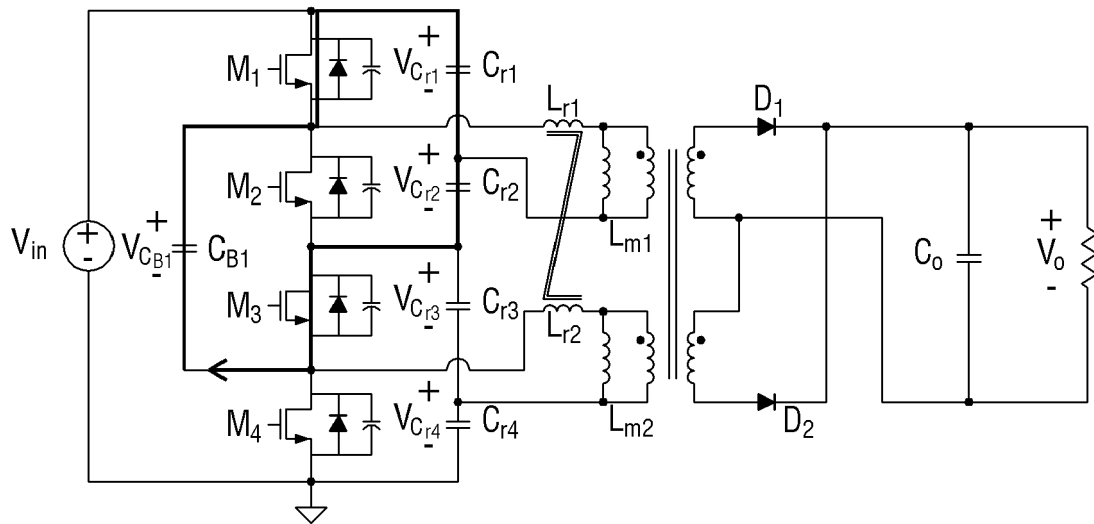 M1
+
VCr1
-
Cr1
Lr1
D1
M2
+
VCr2
-
Cr2
Lm1
Vin
+
-
+
VCB1
-
CB1
Co
+
Vo
-
M3
+
VCr3
-
Cr3
Lr2
M4
+
VCr4
-
Cr4
Lm2
D2